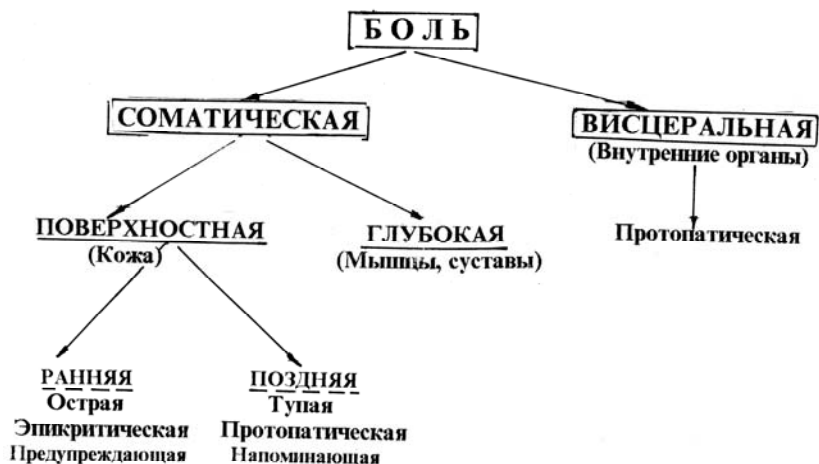 БОЛЬ
СОМАТИЧЕСКАЯ
ВИСЦЕРАЛЬНАЯ
(Внутренние органы)
ПОВЕРХНОСТНАЯ
(Кожа)
ГЛУБОКАЯ
(Мышцы, суставы)
Протопатическая
РАННЯЯ
Острая
Эпикритическая
Предупреждающая
ПОЗДНЯЯ
Тупая
Протопатическая
Напоминающая